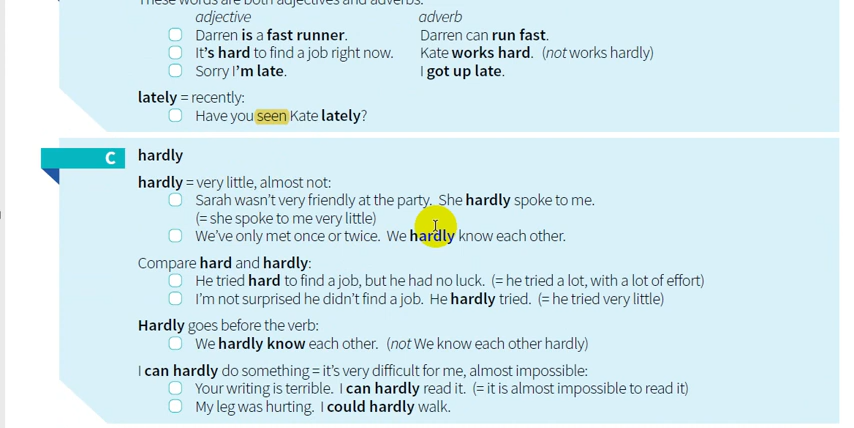 These words are both adjectives and adverbs:
adjective adverb
Darren is a fast runner. Darren can run fast.
It's hard to find a job right now. Kate works hard. (not works hardly)
Sorry I'm late. I got up late.
lately = recently:
Have you seen Kate lately?
C hardly
hardly = very little, almost not:
Sarah wasn't very friendly at the party. She hardly spoke to me.
(= she spoke to me very little)
We've only met once or twice. We hardly know each other.
Compare hard and hardly:
He tried hard to find a job, but he had no luck. (= he tried a lot, with a lot of effort)
I'm not surprised he didn't find a job. He hardly tried. (= he tried very little)
Hardly goes before the verb:
We hardly know each other. (not We know each other hardly)
I can hardly do something = it's very difficult for me, almost impossible:
Your writing is terrible. I can hardly read it. (= it is almost impossible to read it)
My leg was hurting. I could hardly walk.